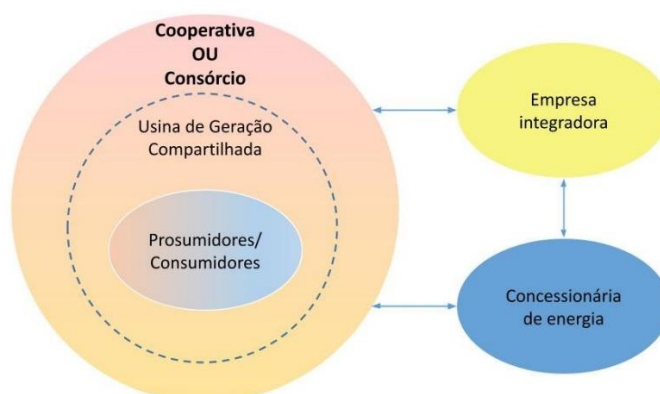 Cooperativa
OU
Consórcio
Usina de Geração
Compartilhada
Prosumidores/
Consumidores
Empresa
integradora
Concessionária
de energia